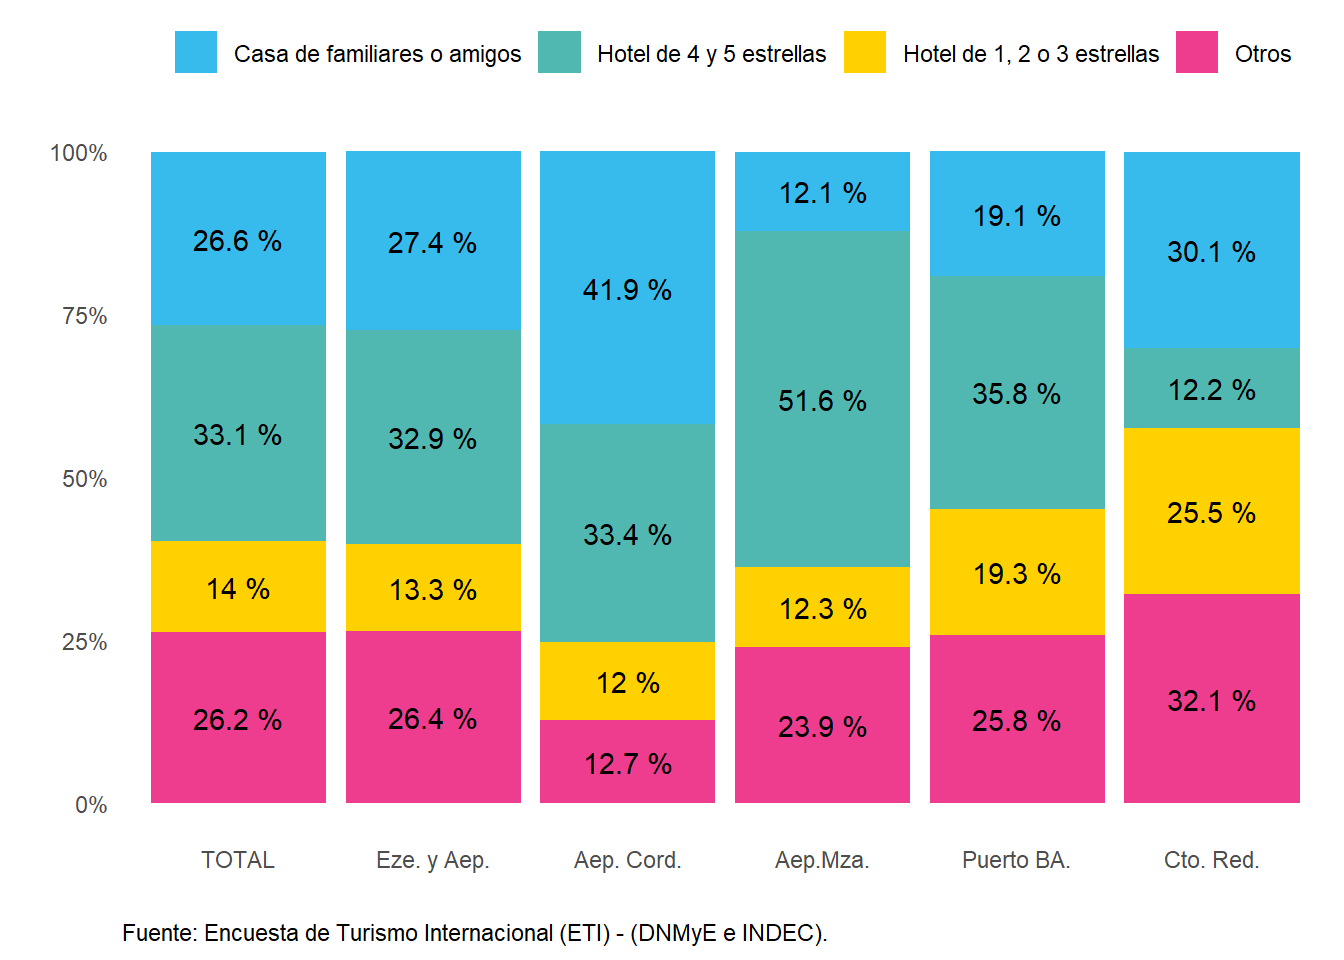 Casa de familiares o amigos Hotel de 4 y 5 estrellas Hotel de 1, 2 o 3 estrellas Otros
100%
12.1 %
19.1 %
26.6 % 27.4 % 30.1 %
41.9 %
75%
12.2 %
35.8 %
51.6 %
33.1 % 32.9 %
50%
25.5 %
33.4 %
19.3 %
14 % 13.3 %
12.3 %
25%
12 %
32.1 %
26.2 % 26.4 % 25.8 %
23.9 %
12.7 %
0%
TOTAL Eze. y Aep. Aep. Cord. Aep.Mza. Puerto BA. Cto. Red.
Fuente: Encuesta de Turismo Internacional (ETI) - (DNMyE e INDEC).